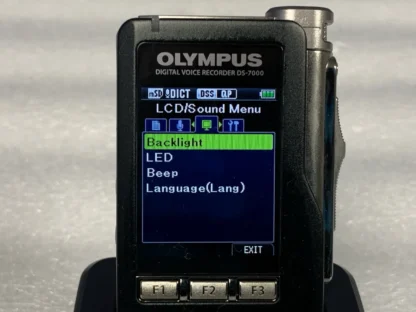 OLYMPUS
DIGITAL VOICE RECORDER DS-7000
DICT DSS QP
LCD/Sound Menu
Backlight
LED
Beep
Language(Lang)
EXIT
F1 F2 F3